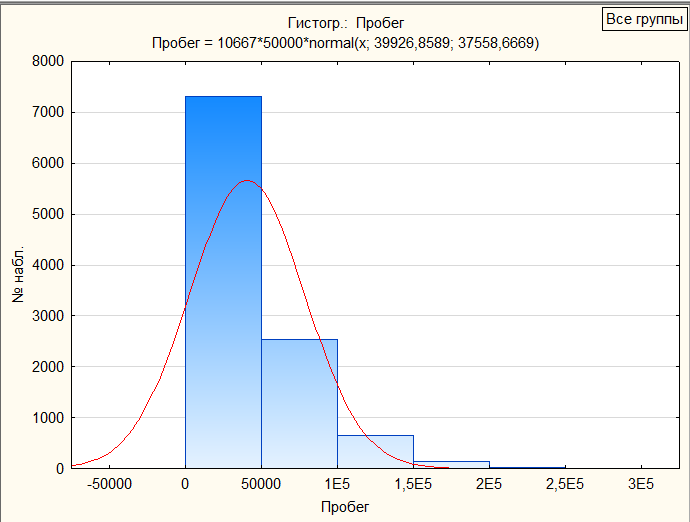 Гистогр.: Пробег
Все группы
Пробег = 10667*50000*normal(x; 39926,8589; 37558,6669)
8000
7000
6000
5000
4000
3000
2000
1000
0
№ набл.
-50000 0 50000 1E5 1,5E5 2E5 2,5E5 3E5
Пробег